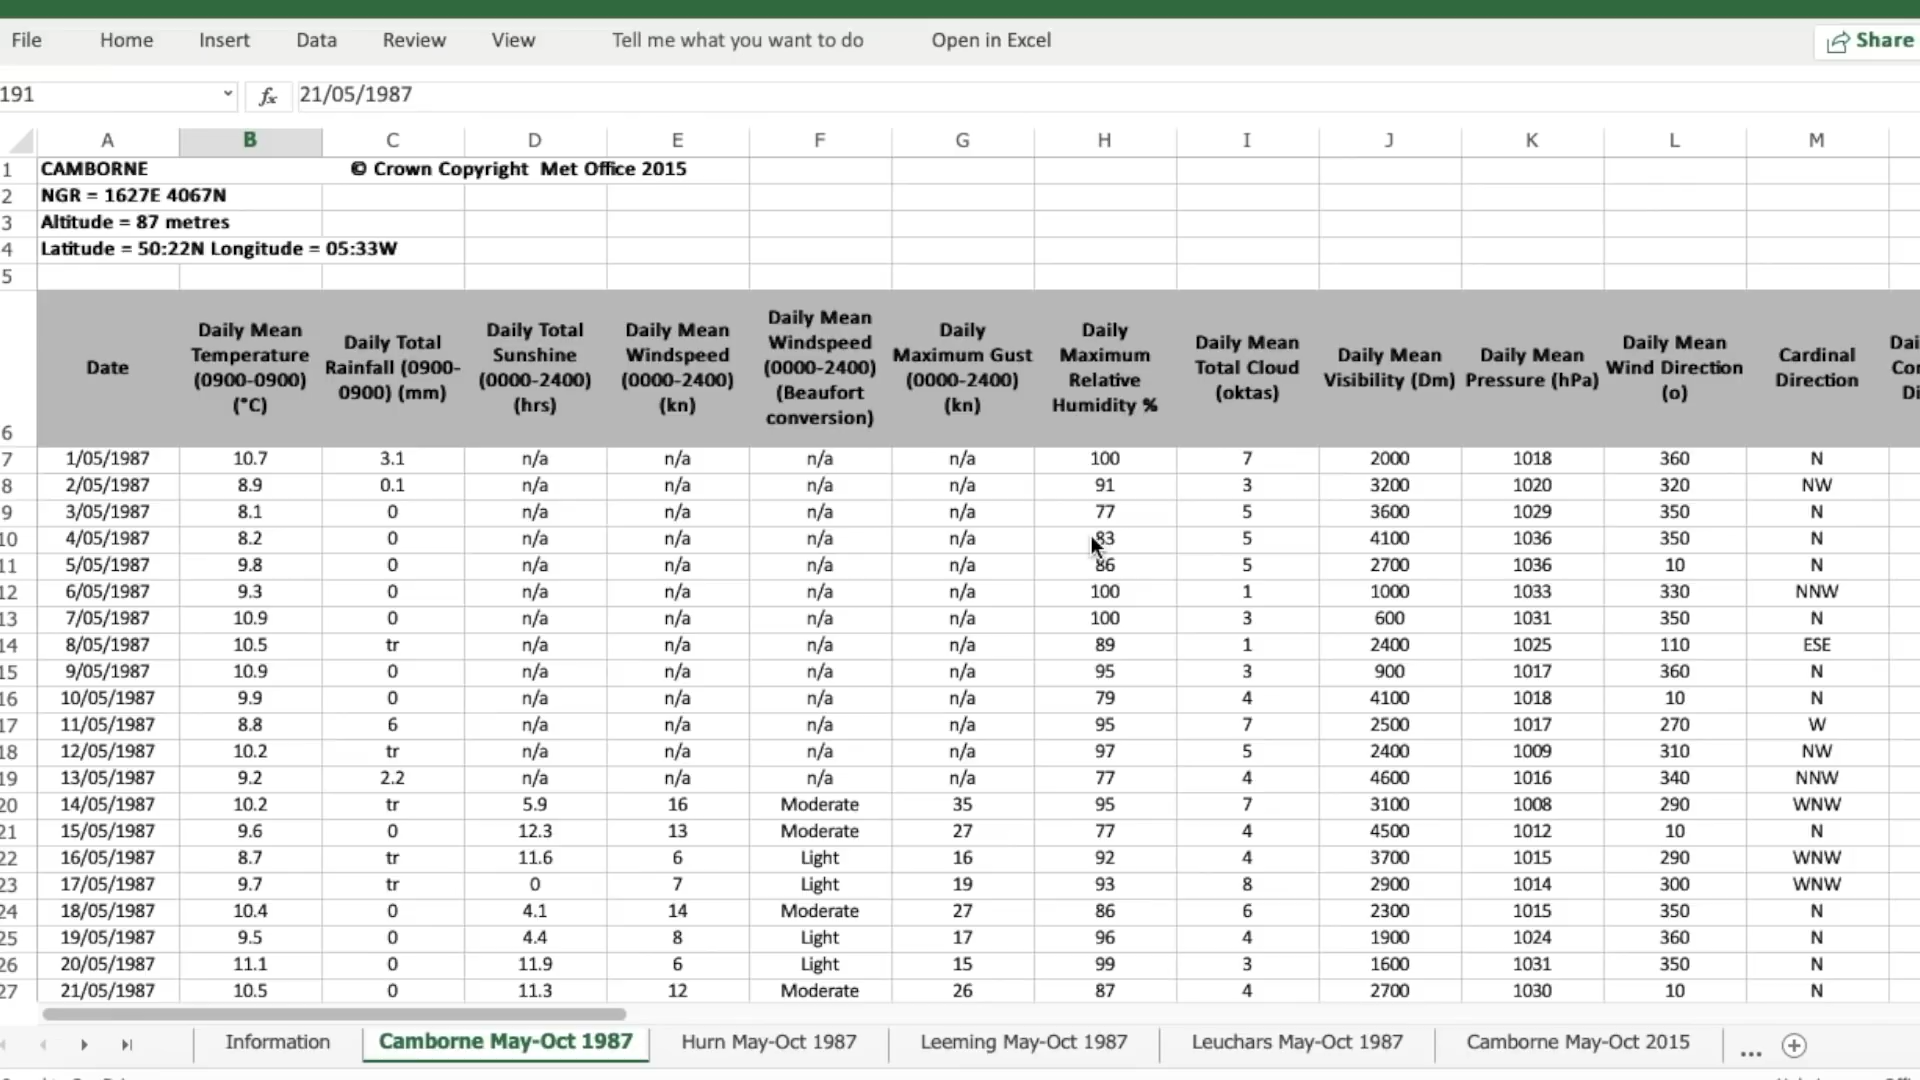 File Home Insert Data Review View Tell me what you want to do Open in Excel Share
191 fx 21/05/1987
A B C D E F G H I J K L M
1 CAMBORNE © Crown Copyright Met Office 2015
2 NGR = 1627E 4067N
3 Altitude = 87 metres
4 Latitude = 50:22N Longitude = 05:33W
5
6 Date Daily Mean Temperature (0900-0900) (°C) Daily Total Rainfall (0900-0900) (mm) Daily Total Sunshine (0000-2400) (hrs) Daily Mean Windspeed (0000-2400) (kn) Daily Mean Windspeed (0000-2400) (Beaufort conversion) Daily Maximum Gust (0000-2400) (kn) Daily Maximum Relative Humidity % Daily Mean Total Cloud (oktas) Daily Mean Visibility (Dm) Daily Mean Pressure (hPa) Daily Mean Wind Direction (o) Cardinal Direction
7 1/05/1987 10.7 3.1 n/a n/a n/a n/a 100 7 2000 1018 360 N
8 2/05/1987 8.9 0.1 n/a n/a n/a n/a 91 3 3200 1020 320 NW
9 3/05/1987 8.1 0 n/a n/a n/a n/a 77 5 3600 1029 350 N
10 4/05/1987 8.2 0 n/a n/a n/a n/a 83 5 4100 1036 350 N
11 5/05/1987 9.8 0 n/a n/a n/a n/a 86 5 2700 1036 10 N
12 6/05/1987 9.3 0 n/a n/a n/a n/a 100 1 1000 1033 330 NNW
13 7/05/1987 10.9 0 n/a n/a n/a n/a 100 3 600 1031 350 N
14 8/05/1987 10.5 tr n/a n/a n/a n/a 89 1 2400 1025 110 ESE
15 9/05/1987 10.9 0 n/a n/a n/a n/a 95 3 900 1017 360 N
16 10/05/1987 9.9 0 n/a n/a n/a n/a 79 4 4100 1018 10 N
17 11/05/1987 8.8 6 n/a n/a n/a n/a 95 7 2500 1017 270 W
18 12/05/1987 10.2 tr n/a n/a n/a n/a 97 5 2400 1009 310 NW
19 13/05/1987 9.2 2.2 n/a n/a n/a n/a 77 4 4600 1016 340 NNW
20 14/05/1987 10.2 tr 5.9 16 Moderate 35 95 7 3100 1008 290 WNW
21 15/05/1987 9.6 0 12.3 13 Moderate 27 77 4 4500 1012 10 N
22 16/05/1987 8.7 tr 11.6 6 Light 16 92 4 3700 1015 290 WNW
23 17/05/1987 9.7 tr 0 7 Light 19 93 8 2900 1014 300 WNW
24 18/05/1987 10.4 0 4.1 14 Moderate 27 86 6 2300 1015 350 N
25 19/05/1987 9.5 0 4.4 8 Light 17 96 4 1900 1024 360 N
26 20/05/1987 11.1 0 11.9 6 Light 15 99 3 1600 1031 350 N
27 21/05/1987 10.5 0 11.3 12 Moderate 26 87 4 2700 1030 10 N
Information Camborne May-Oct 1987 Hurn May-Oct 1987 Leeming May-Oct 1987 Leuchars May-Oct 1987 Camborne May-Oct 2015 ...